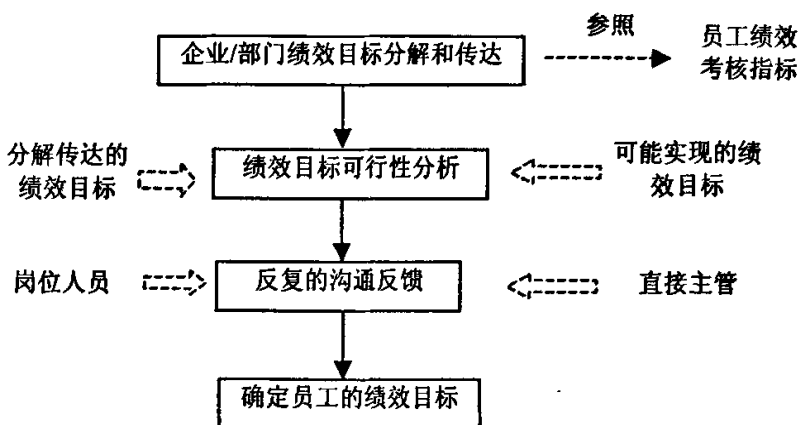 参照
企业/部门绩效目标分解和传达
员工绩效
考核指标
分解传达的
绩效目标
绩效目标可行性分析
可能实现的绩
效目标
岗位人员
反复的沟通反馈
直接主管
确定员工的绩效目标